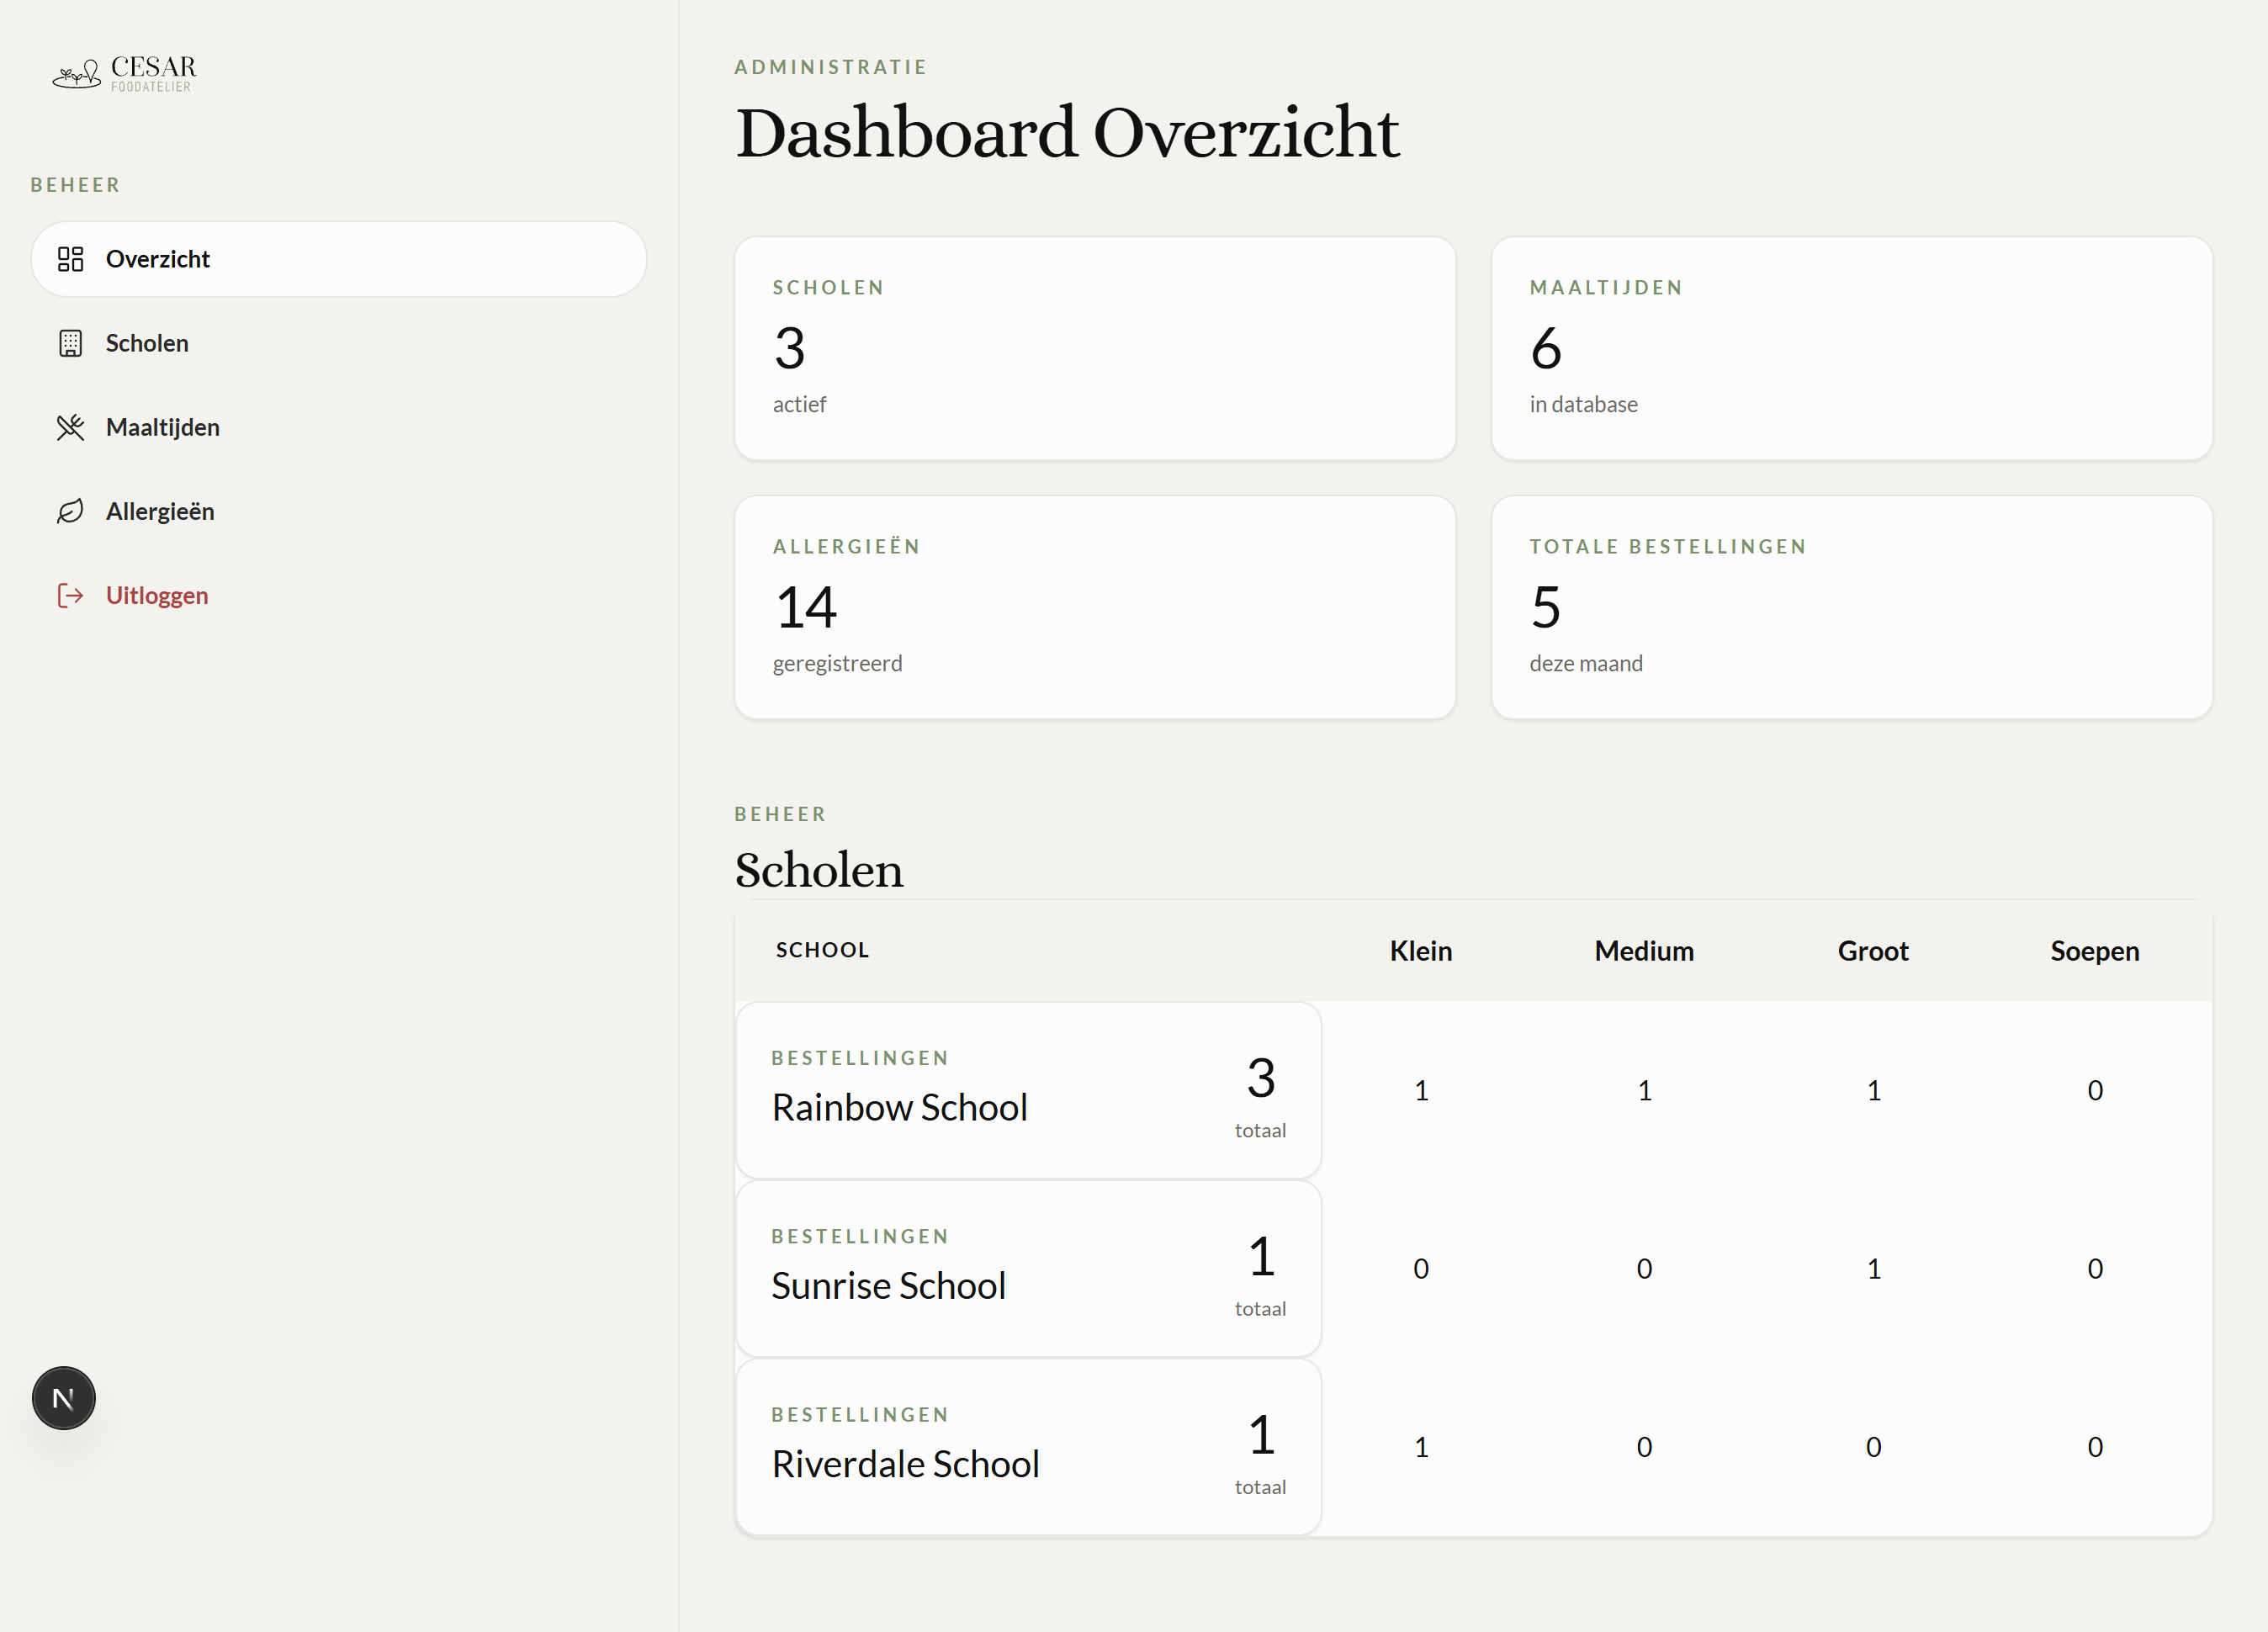 CESAR
FOODATELIER
BEHEER
Overzicht
Scholen
Maaltijden
Allergieën
Uitloggen
N
ADMINISTRATIE
Dashboard Overzicht
SCHOLEN
3
actief
MAALTIJDEN
6
in database
ALLERGIEËN
14
geregistreerd
TOTALE BESTELLINGEN
5
deze maand
BEHEER
Scholen
SCHOOL Klein Medium Groot Soepen
BESTELLINGEN
Rainbow School
3
totaal
1 1 1 0
BESTELLINGEN
Sunrise School
1
totaal
0 0 1 0
BESTELLINGEN
Riverdale School
1
totaal
1 0 0 0